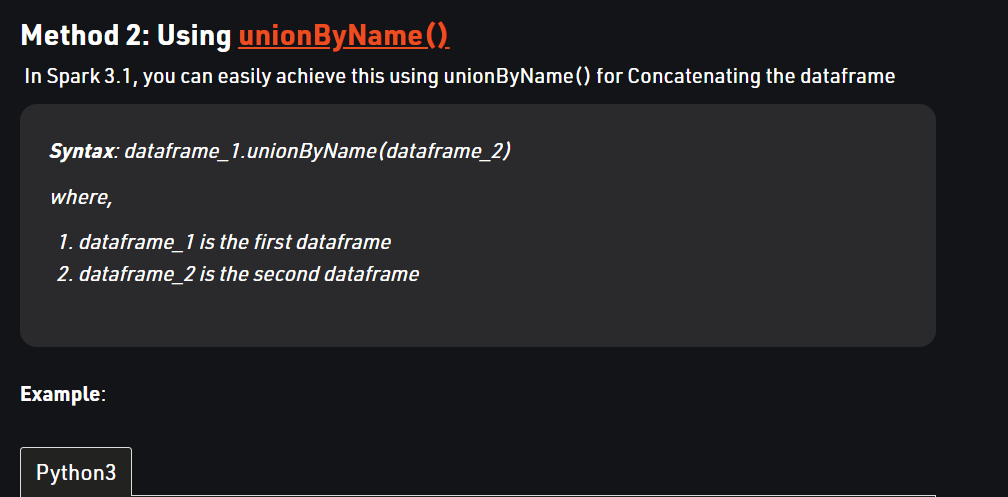 Method 2: Using unionByName()
In Spark 3.1, you can easily achieve this using unionByName() for Concatenating the dataframe
Syntax: dataframe_1.unionByName(dataframe_2)
where,
1. dataframe_1 is the first dataframe
2. dataframe_2 is the second dataframe
Example:
Python3